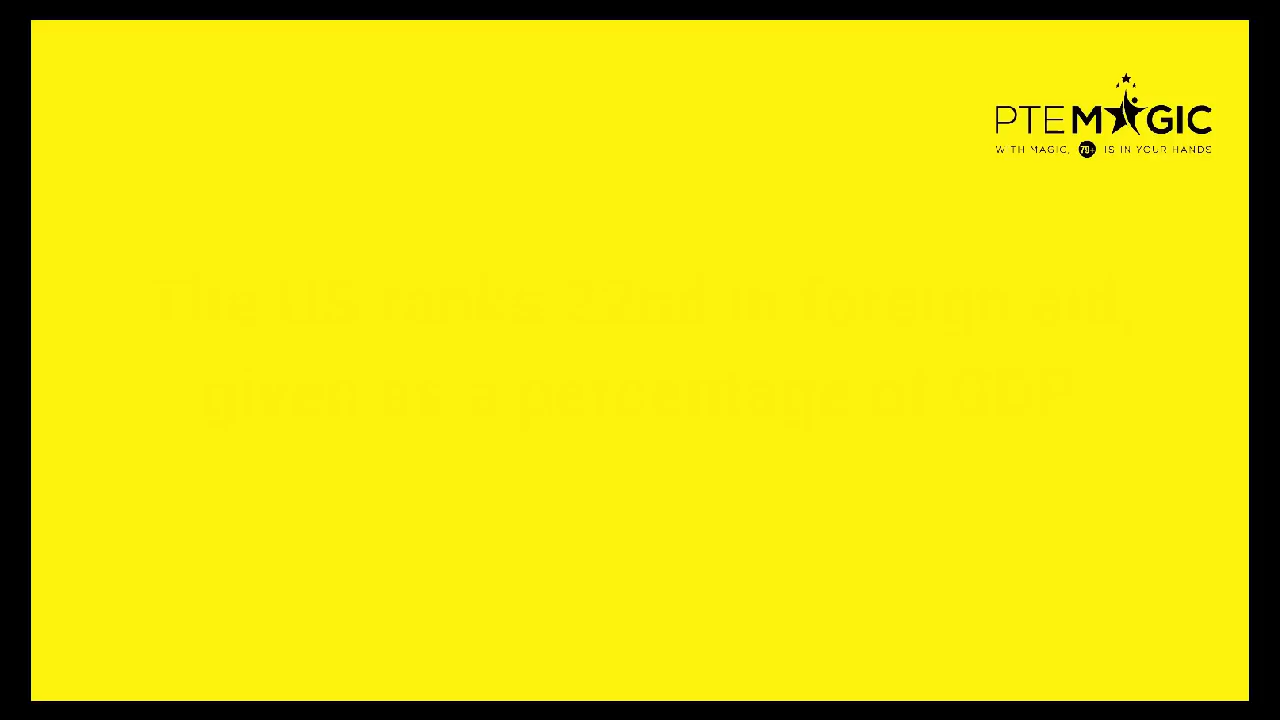 PTEMAGIC
WITH MAGIC, 79+ IS IN YOUR HANDS
The US ranks 22nd in foreign aid,
given as a percentage of GDP